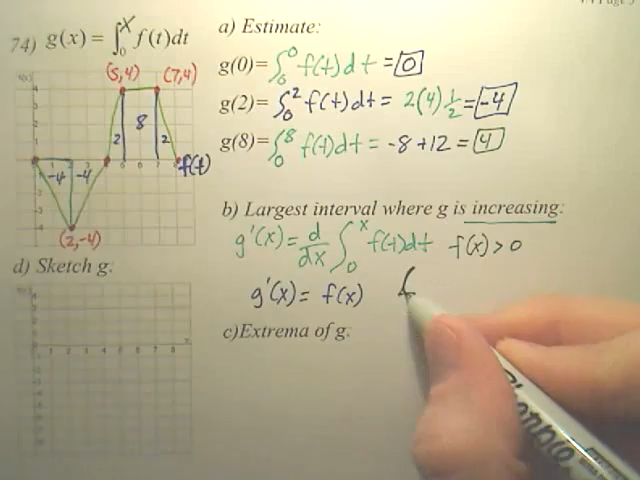 74) g(x) = ∫₀ˣ f(t)dt
a) Estimate:
g(0)= ∫₀⁰ f(t)dt = 0
g(2)= ∫₀² f(t)dt = 2(4)½ = -4
g(8)= ∫₀⁸ f(t)dt = -8+12 = 4
(5,4) (7,4)
2 8 2
-4 -4
f(t)
(2,-4)
b) Largest interval where g is increasing:
g'(x) = d/dx ∫₀ˣ f(t)dt f(x) > 0
g'(x) = f(x) (
c)Extrema of g:
d) Sketch g: